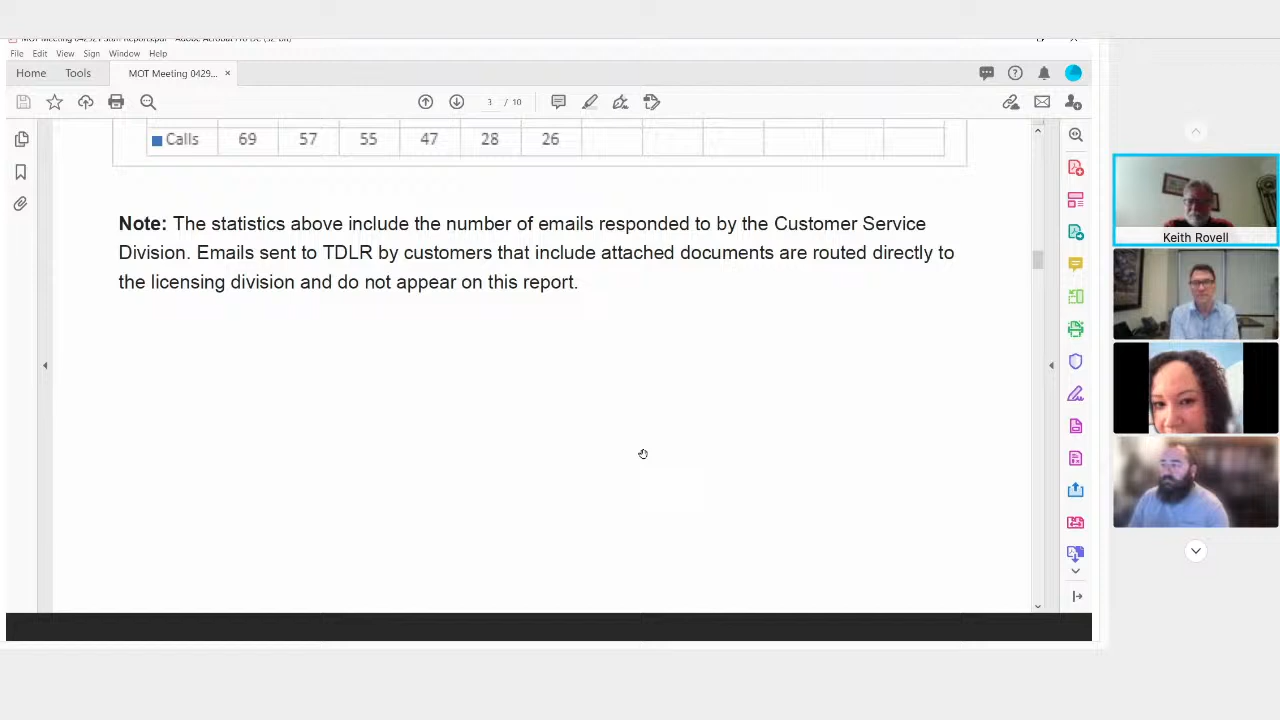 File Edit View Sign Window Help
Home Tools MOT Meeting 0429... ×
3 / 10
Calls 69 57 55 47 28 26
Note: The statistics above include the number of emails responded to by the Customer Service
Division. Emails sent to TDLR by customers that include attached documents are routed directly to
the licensing division and do not appear on this report.
Keith Rovell